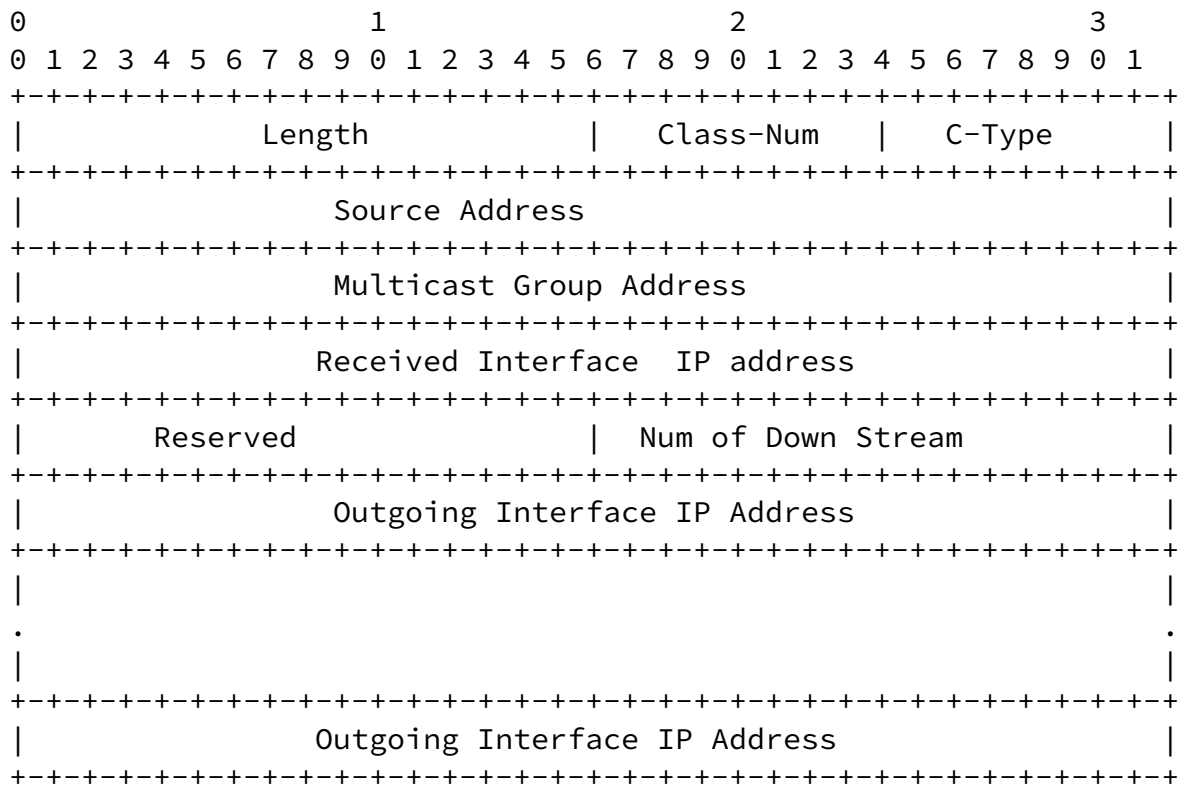 0                   1                   2                   3
0 1 2 3 4 5 6 7 8 9 0 1 2 3 4 5 6 7 8 9 0 1 2 3 4 5 6 7 8 9 0 1
+-+-+-+-+-+-+-+-+-+-+-+-+-+-+-+-+-+-+-+-+-+-+-+-+-+-+-+-+-+-+-+-+
|             Length            |   Class-Num   |   C-Type      |
+-+-+-+-+-+-+-+-+-+-+-+-+-+-+-+-+-+-+-+-+-+-+-+-+-+-+-+-+-+-+-+-+
|                 Source Address                                |
+-+-+-+-+-+-+-+-+-+-+-+-+-+-+-+-+-+-+-+-+-+-+-+-+-+-+-+-+-+-+-+-+
|                 Multicast Group Address                       |
+-+-+-+-+-+-+-+-+-+-+-+-+-+-+-+-+-+-+-+-+-+-+-+-+-+-+-+-+-+-+-+-+
|                Received Interface  IP address                 |
+-+-+-+-+-+-+-+-+-+-+-+-+-+-+-+-+-+-+-+-+-+-+-+-+-+-+-+-+-+-+-+-+
|       Reserved                |  Num of Down Stream           |
+-+-+-+-+-+-+-+-+-+-+-+-+-+-+-+-+-+-+-+-+-+-+-+-+-+-+-+-+-+-+-+-+
|                 Outgoing Interface IP Address                 |
+-+-+-+-+-+-+-+-+-+-+-+-+-+-+-+-+-+-+-+-+-+-+-+-+-+-+-+-+-+-+-+-+
|                                                               |
.                                                               .
|                                                               |
+-+-+-+-+-+-+-+-+-+-+-+-+-+-+-+-+-+-+-+-+-+-+-+-+-+-+-+-+-+-+-+-+
|                Outgoing Interface IP Address                  |
+-+-+-+-+-+-+-+-+-+-+-+-+-+-+-+-+-+-+-+-+-+-+-+-+-+-+-+-+-+-+-+-+